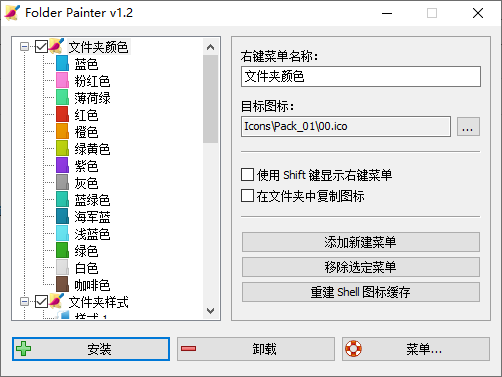 Folder Painter v1.2
文件夹颜色
蓝色
粉红色
薄荷绿
红色
橙色
绿黄色
紫色
灰色
蓝绿色
海军蓝
浅蓝色
绿色
白色
咖啡色
文件夹样式
样式 1
右键菜单名称:
文件夹颜色
目标图标:
Icons\Pack_01\00.ico
...
使用 Shift 键显示右键菜单
在文件夹中复制图标
添加新建菜单
移除选定菜单
重建 Shell 图标缓存
安装
卸载
菜单...